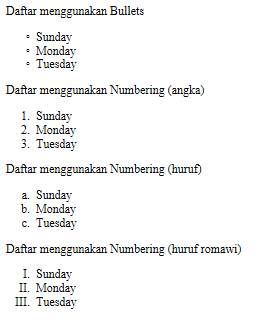 Daftar menggunakan Bullets
◦ Sunday
◦ Monday
◦ Tuesday
Daftar menggunakan Numbering (angka)
1. Sunday
2. Monday
3. Tuesday
Daftar menggunakan Numbering (huruf)
a. Sunday
b. Monday
c. Tuesday
Daftar menggunakan Numbering (huruf romawi)
I. Sunday
II. Monday
III. Tuesday